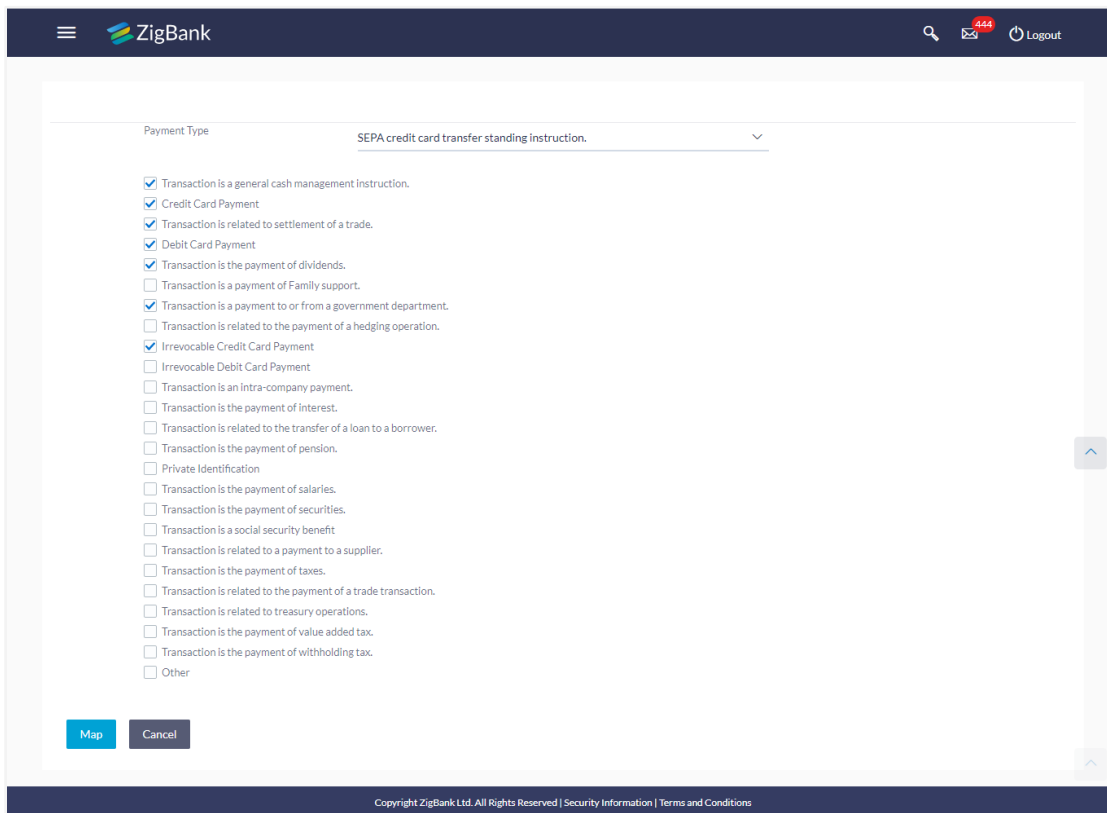 ZigBank
444
Logout
Payment Type
SEPA credit card transfer standing instruction.
Transaction is a general cash management instruction.
Credit Card Payment
Transaction is related to settlement of a trade.
Debit Card Payment
Transaction is the payment of dividends.
Transaction is a payment of Family support.
Transaction is a payment to or from a government department.
Transaction is related to the payment of a hedging operation.
Irrevocable Credit Card Payment
Irrevocable Debit Card Payment
Transaction is an intra-company payment.
Transaction is the payment of interest.
Transaction is related to the transfer of a loan to a borrower.
Transaction is the payment of pension.
Private Identification
Transaction is the payment of salaries.
Transaction is the payment of securities.
Transaction is a social security benefit
Transaction is related to a payment to a supplier.
Transaction is the payment of taxes.
Transaction is related to the payment of a trade transaction.
Transaction is related to treasury operations.
Transaction is the payment of value added tax.
Transaction is the payment of withholding tax.
Other
Map
Cancel
Copyright ZigBank Ltd. All Rights Reserved | Security Information | Terms and Conditions